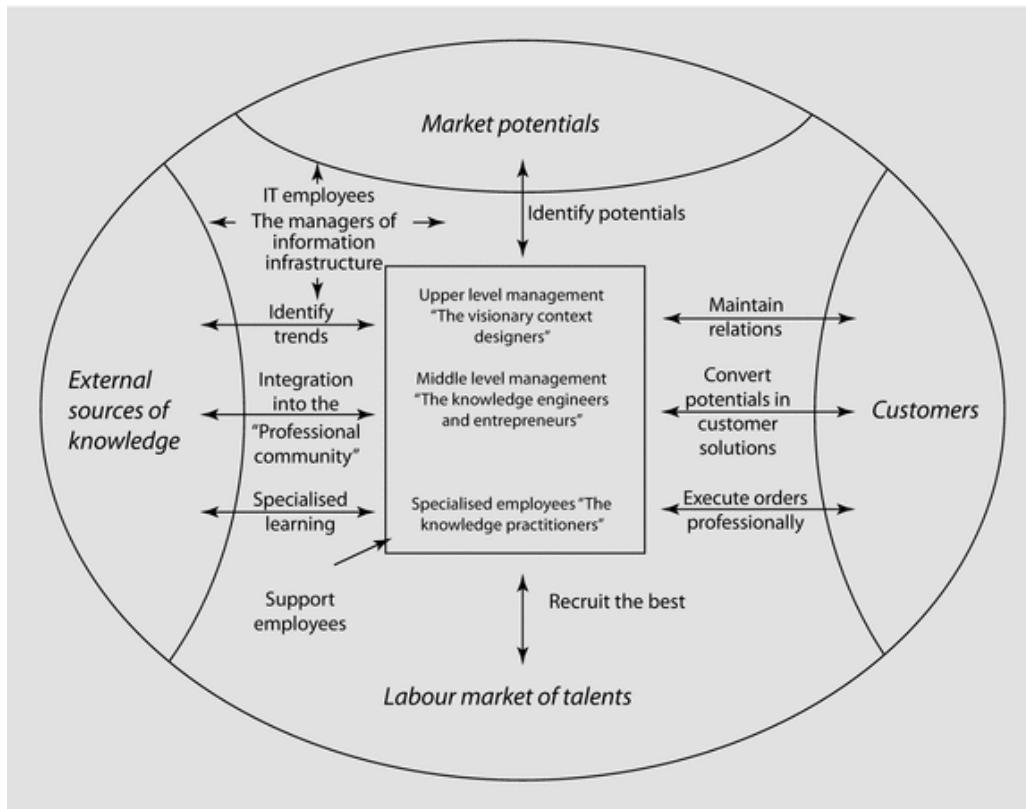 Market potentials
IT employees
The managers of
information
infrastructure
Identify potentials
Identify
trends
Upper level management
“The visionary context
designers”
Maintain
relations
External
sources of
knowledge
Integration
into the
“Professional
community”
Middle level management
“The knowledge engineers
and entrepreneurs”
Convert
potentials in
customer
solutions
Customers
Specialised
learning
Specialised employees “The
knowledge practitioners”
Execute orders
professionally
Support
employees
Recruit the best
Labour market of talents